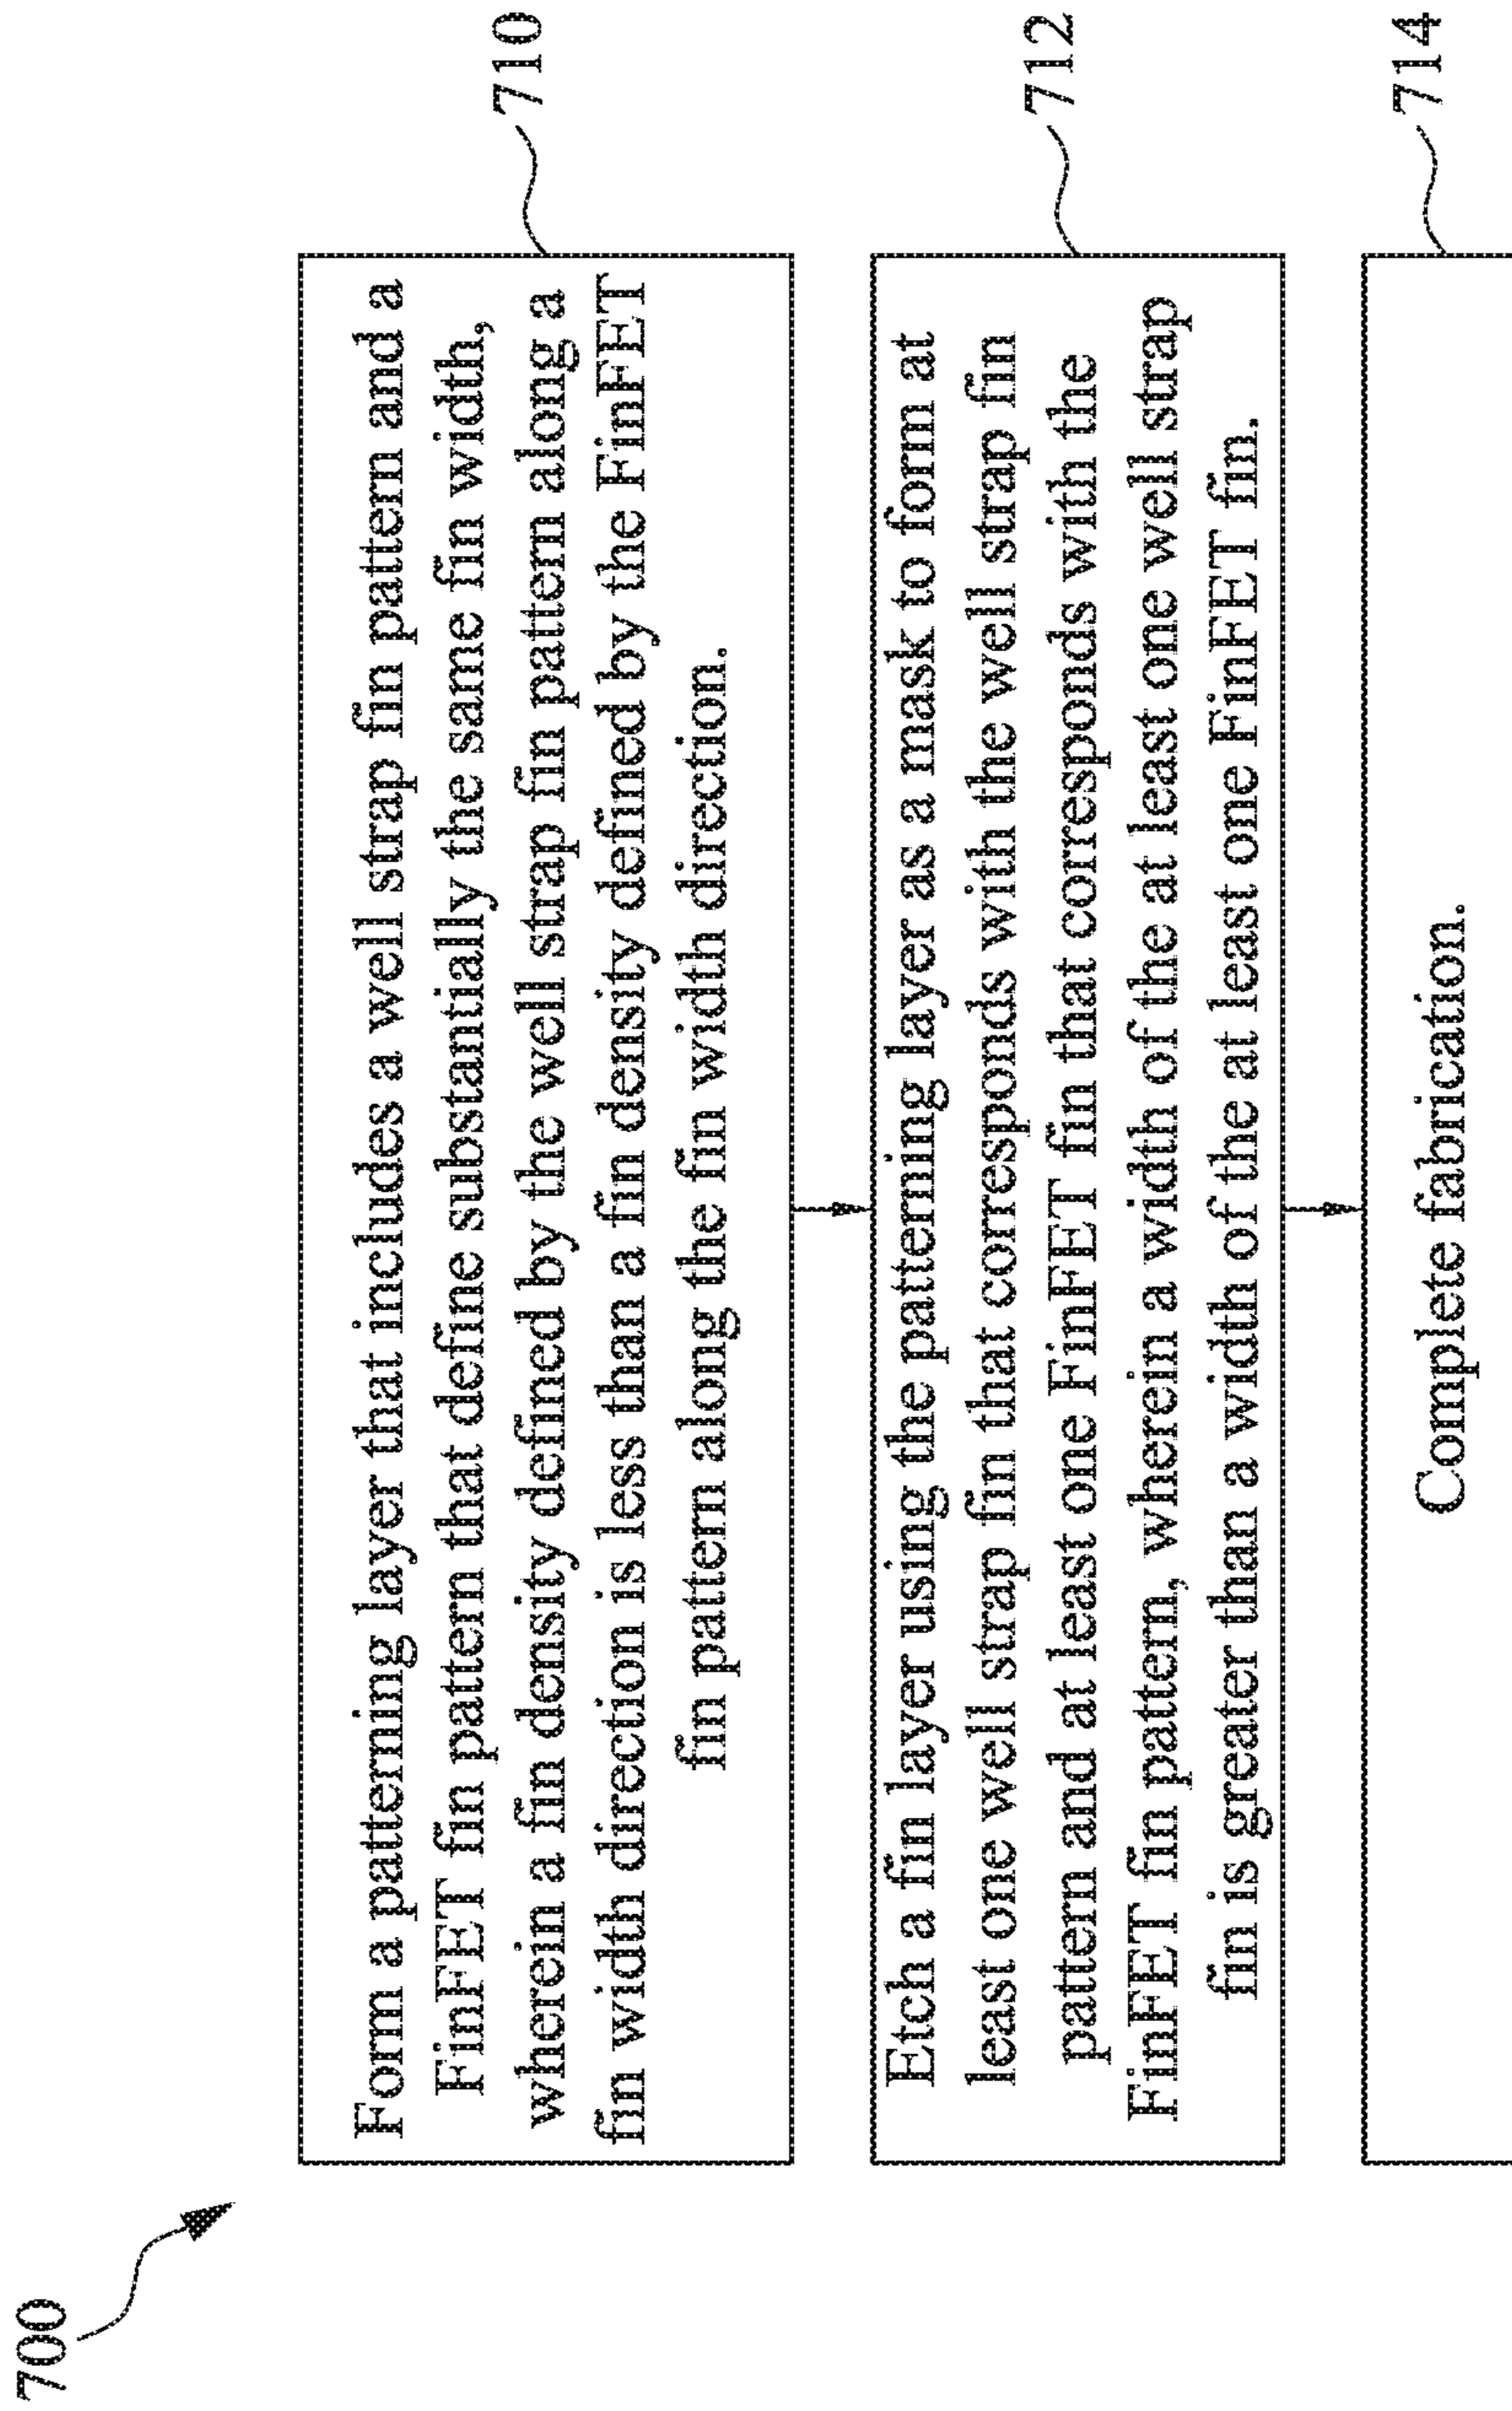 700
Form a patterning layer that includes a well strap fin pattern and a
FinFET fin pattern that define substantially the same fin width,
wherein a fin density defined by the well strap fin pattern along a
fin width direction is less than a fin density defined by the FinFET
fin pattern along the fin width direction.
710
Etch a fin layer using the patterning layer as a mask to form at
least one well strap fin that corresponds with the well strap fin
pattern and at least one FinFET fin that corresponds with the
FinFET fin pattern, wherein a width of the at least one well strap
fin is greater than a width of the at least one FinFET fin.
712
Complete fabrication.
714